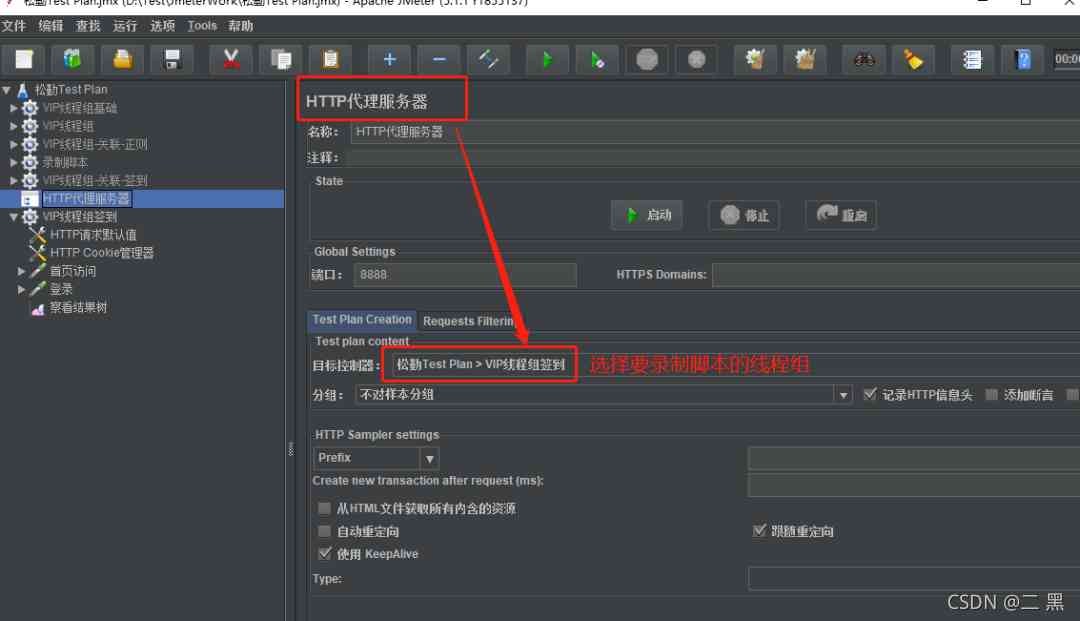 松勤Test Plan.jmx (D:\Test\JmeterWork\松勤Test Plan.jmx) - Apache JMeter (5.1.1 r1855137)
文件 编辑 查找 运行 选项 Tools 帮助
00:00
松勤Test Plan
VIP线程组基础
VIP线程组
VIP线程组-关联-正则
录制脚本
VIP线程组-关联-签到
HTTP代理服务器
VIP线程组签到
HTTP请求默认值
HTTP Cookie管理器
首页访问
登录
察看结果树
HTTP代理服务器
名称： HTTP代理服务器
注释：
State
启动 停止 重启
Global Settings
端口： 8888 HTTPS Domains:
Test Plan Creation Requests Filtering
Test plan content
目标控制器： 松勤Test Plan > VIP线程组签到 选择要录制脚本的线程组
分组： 不对样本分组 记录HTTP信息头 添加断言
HTTP Sampler settings
Prefix
Create new transaction after request (ms):
从HTML文件获取所有内含的资源
自动重定向 跟随重定向
使用 KeepAlive
Type:
CSDN @二 黑